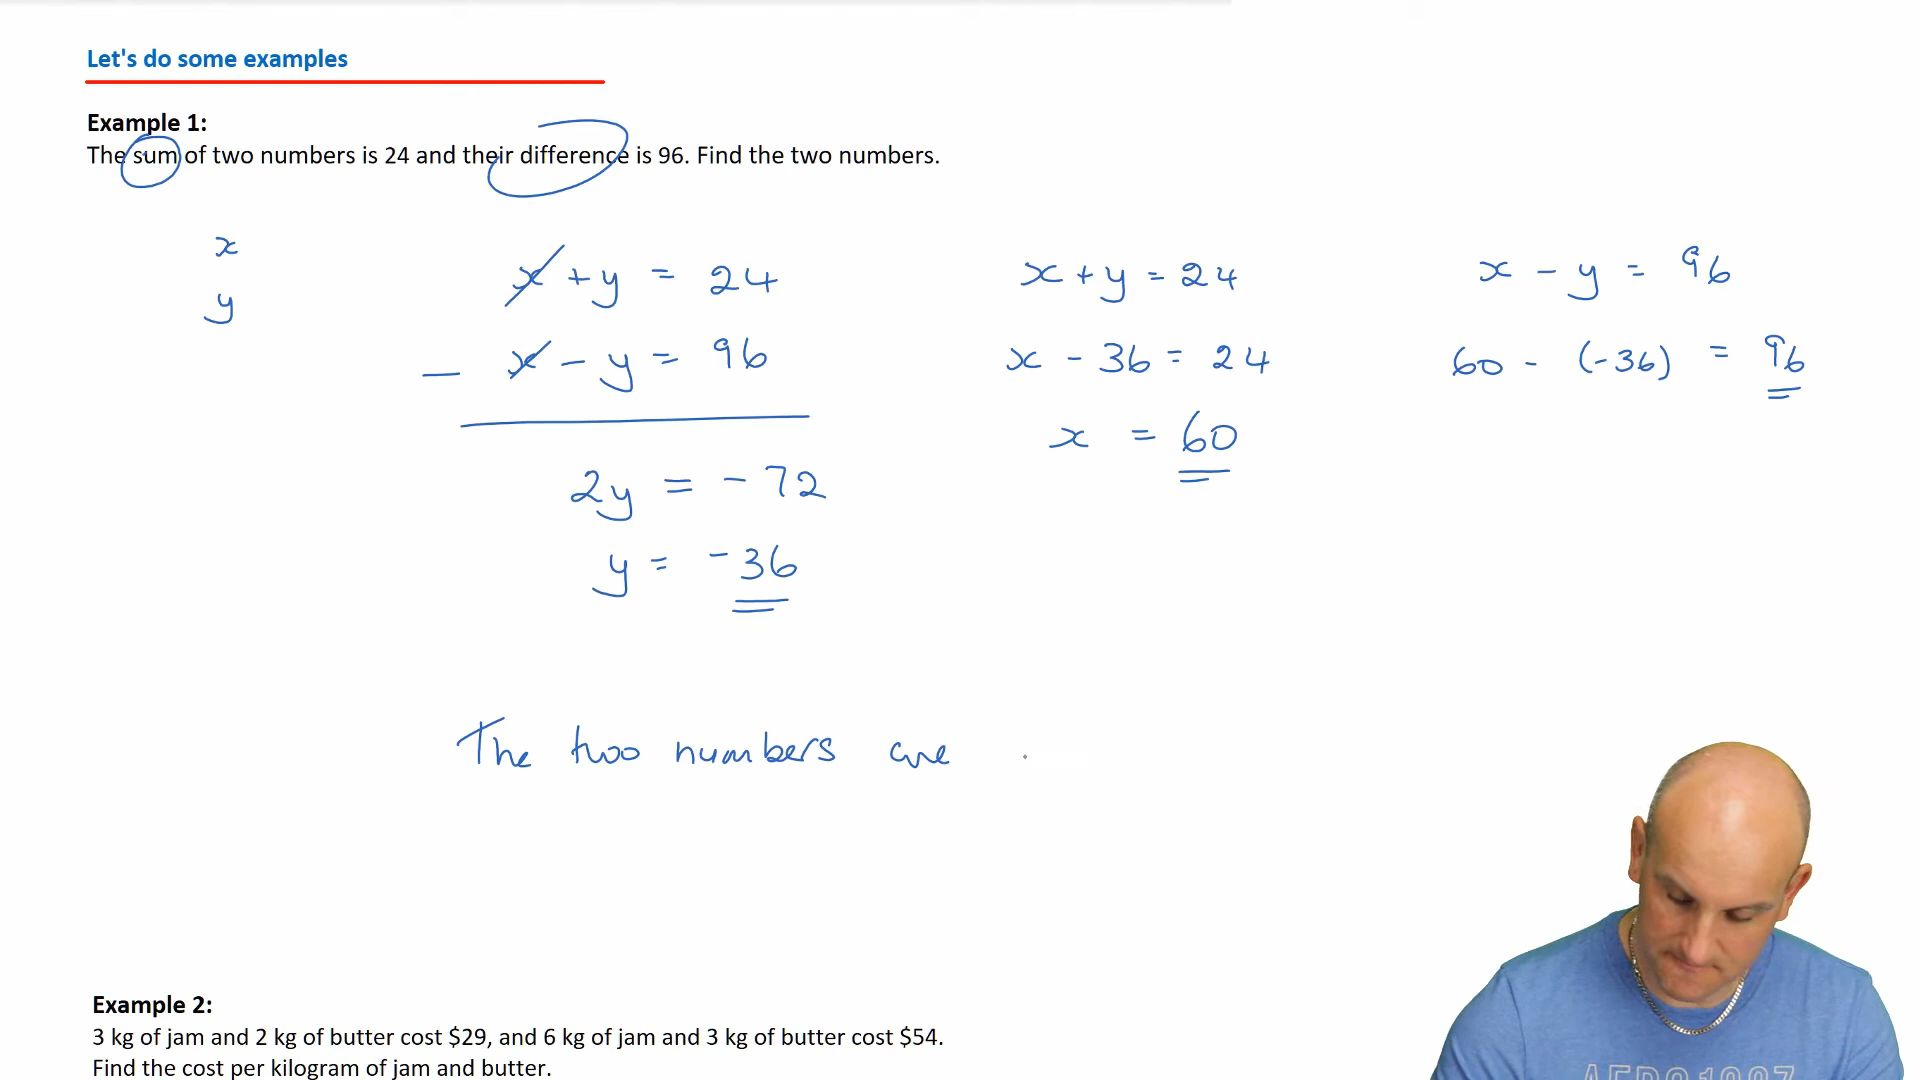 Let's do some examples
Example 1:
The sum of two numbers is 24 and their difference is 96. Find the two numbers.
x
y
x + y = 24
x - y = 96
—
2y = -72
y = -36
x + y = 24
x - 36 = 24
x = 60
x - y = 96
60 - (-36) = 96
The two numbers are
Example 2:
3 kg of jam and 2 kg of butter cost $29, and 6 kg of jam and 3 kg of butter cost $54.
Find the cost per kilogram of jam and butter.